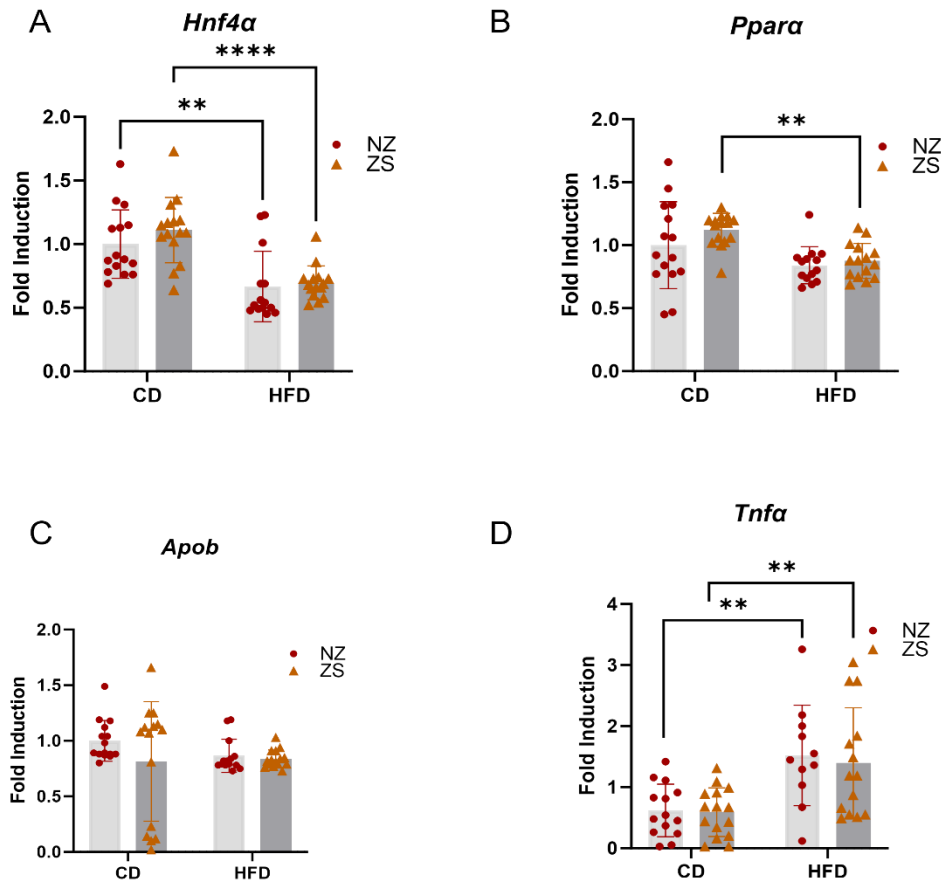 A
Hnf4α
****
**
2.0
1.5
1.0
0.5
0.0
Fold Induction
CD
HFD
NZ
ZS
B
Pparα
**
2.0
1.5
1.0
0.5
0.0
Fold Induction
CD
HFD
NZ
ZS
C
Apob
2.0
1.5
1.0
0.5
0.0
Fold Induction
CD
HFD
NZ
ZS
D
Tnfα
**
**
4
3
2
1
0
Fold Induction
CD
HFD
NZ
ZS